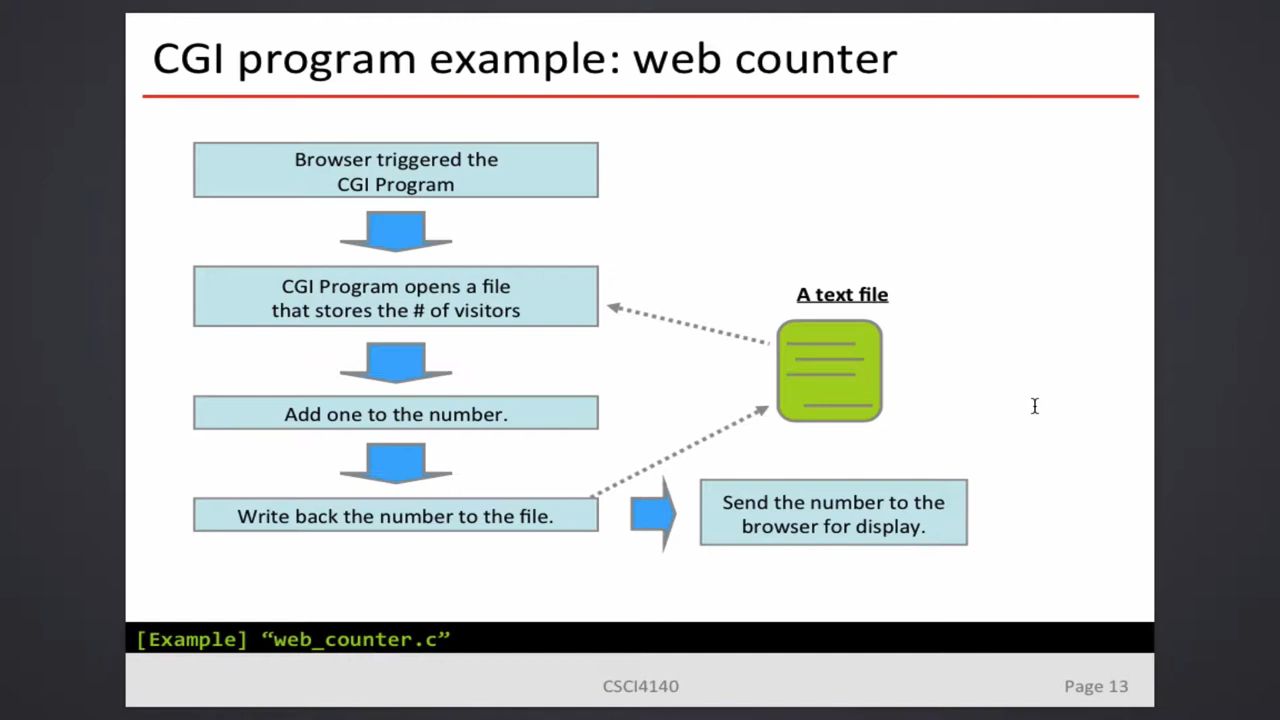 CGI program example: web counter
Browser triggered the
CGI Program
CGI Program opens a file
that stores the # of visitors
A text file
Add one to the number.
Write back the number to the file.
Send the number to the
browser for display.
[Example] “web_counter.c”
CSCI4140
Page 13